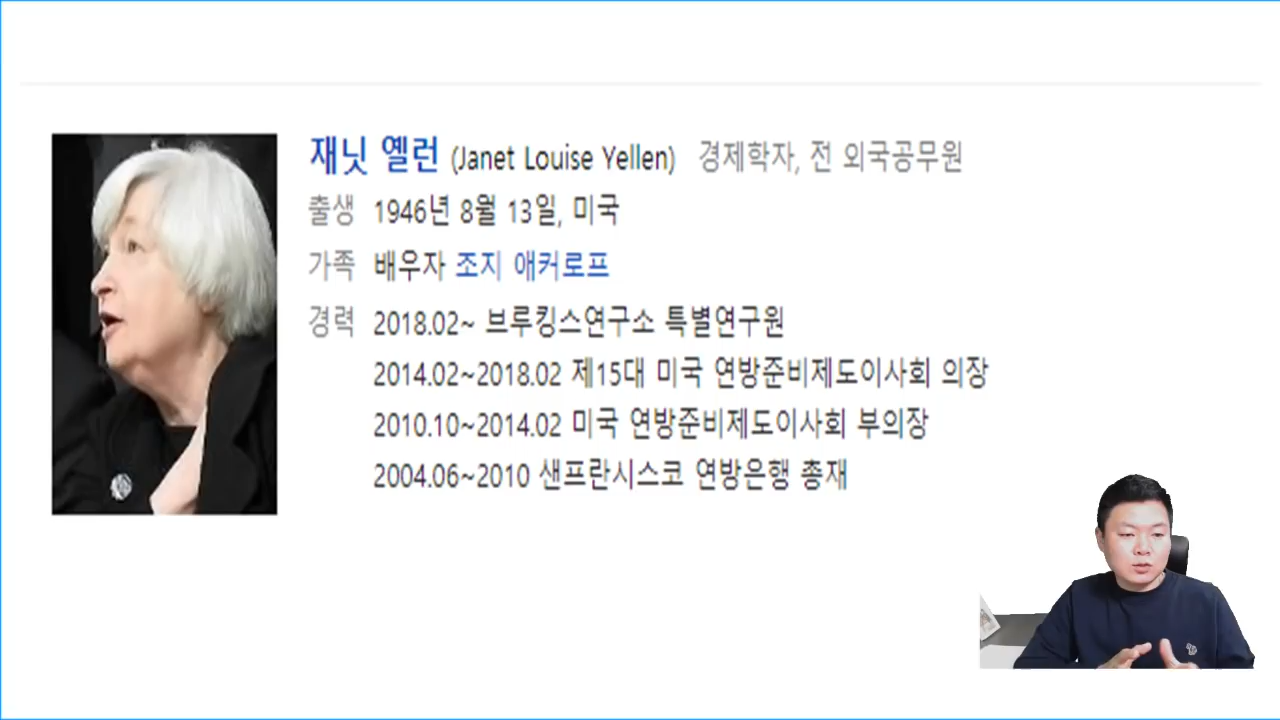 재닛 옐런 (Janet Louise Yellen) 경제학자, 전 외국공무원
출생 1946년 8월 13일, 미국
가족 배우자 조지 애커로프
경력 2018.02~ 브루킹스연구소 특별연구원
2014.02~2018.02 제15대 미국 연방준비제도이사회 의장
2010.10~2014.02 미국 연방준비제도이사회 부의장
2004.06~2010 샌프란시스코 연방은행 총재